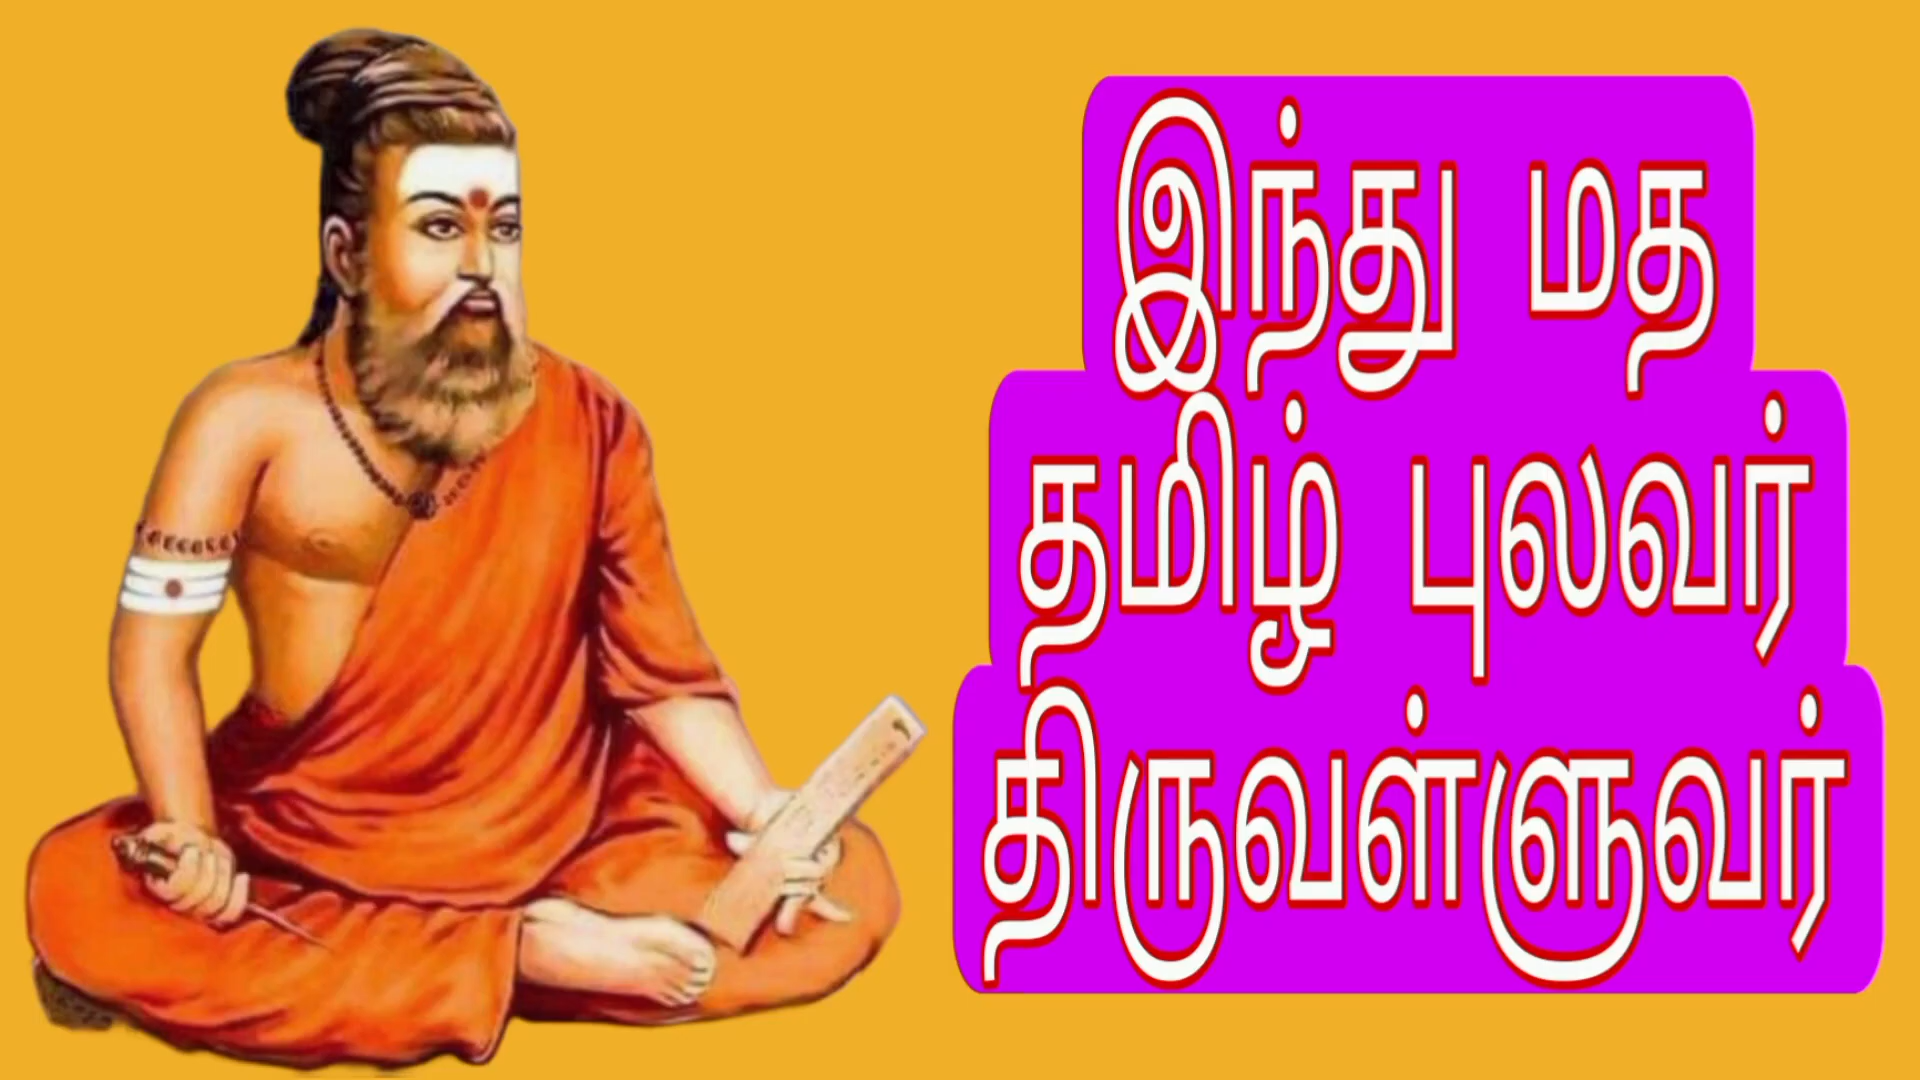 இந்து மத
தமிழ் புலவர்
திருவள்ளுவர்